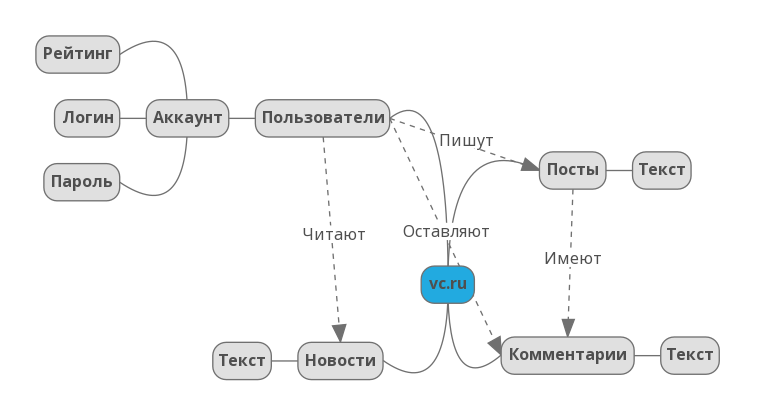 Рейтинг
Логин
Аккаунт
Пользователи
Пишут
Пароль
Посты
Текст
Читают
Оставляют
Имеют
vc.ru
Текст
Новости
Комментарии
Текст